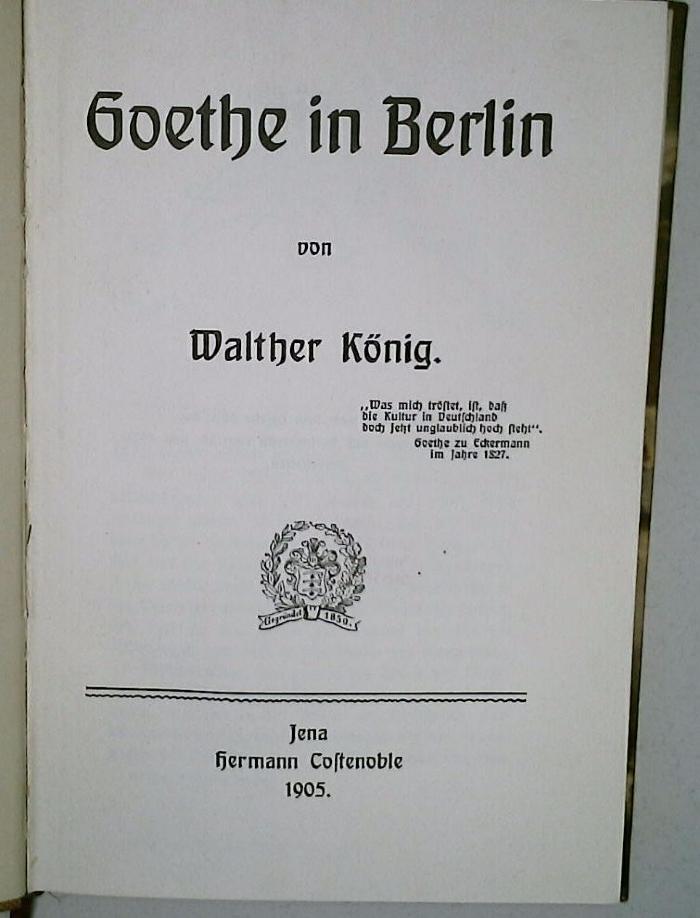 Goethe in Berlin
von
Walther König.
„Was mich tröſtet, iſt, daß
die Kultur in Deutſchland
doch jetzt unglaublich hoch ſteht“.
Goethe zu Eckermann
im Jahre 1827.
Gegründet 1850.
Jena
Hermann Coſtenoble
1905.